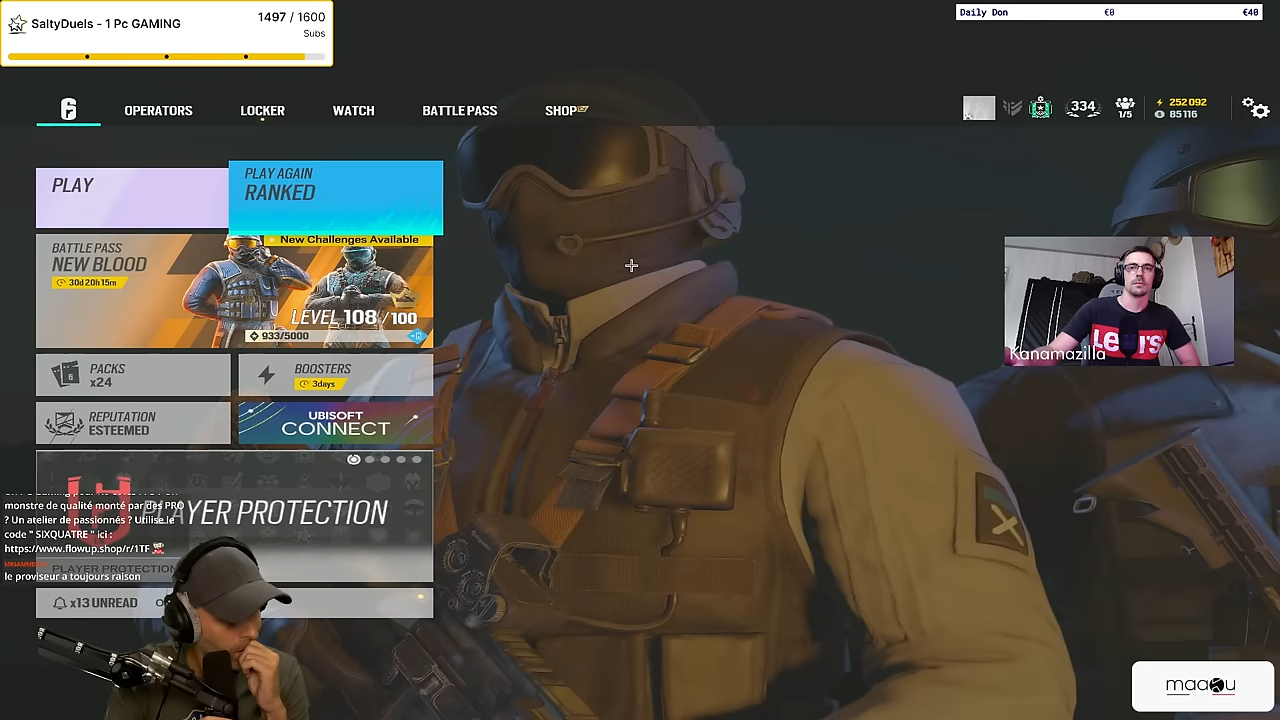 SaltyDuels - 1 Pc GAMING
1497 / 1600
Subs
Daily Don €0 €40
OPERATORS LOCKER WATCH BATTLE PASS SHOP
334
1/5
252 092
85 116
PLAY
PLAY AGAIN
RANKED
New Challenges Available
BATTLE PASS
NEW BLOOD
30d 20h 15m
LEVEL 108 / 100
933/5000
PACKS
x24
BOOSTERS
3days
REPUTATION
ESTEEMED
UBISOFT
CONNECT
Kanamazilla
PLAYER PROTECTION
monstre de qualité monté par des PRO
? Un atelier de passionnés ? Utilise le
code " SIXQUATRE " ici :
https://www.flowup.shop/r/1TF
PLAYER PROTECTION
le proviseur a toujours raison
x13 UNREAD
maaou